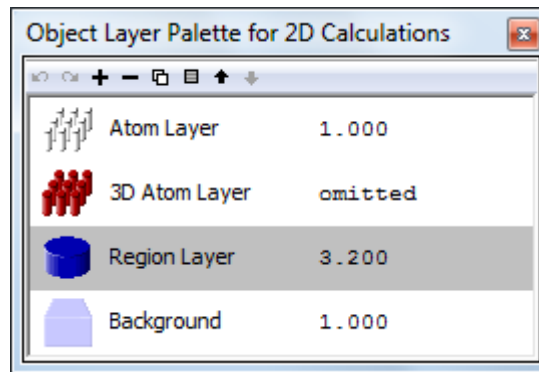 Object Layer Palette for 2D Calculations
Atom Layer 1.000
3D Atom Layer omitted
Region Layer 3.200
Background 1.000